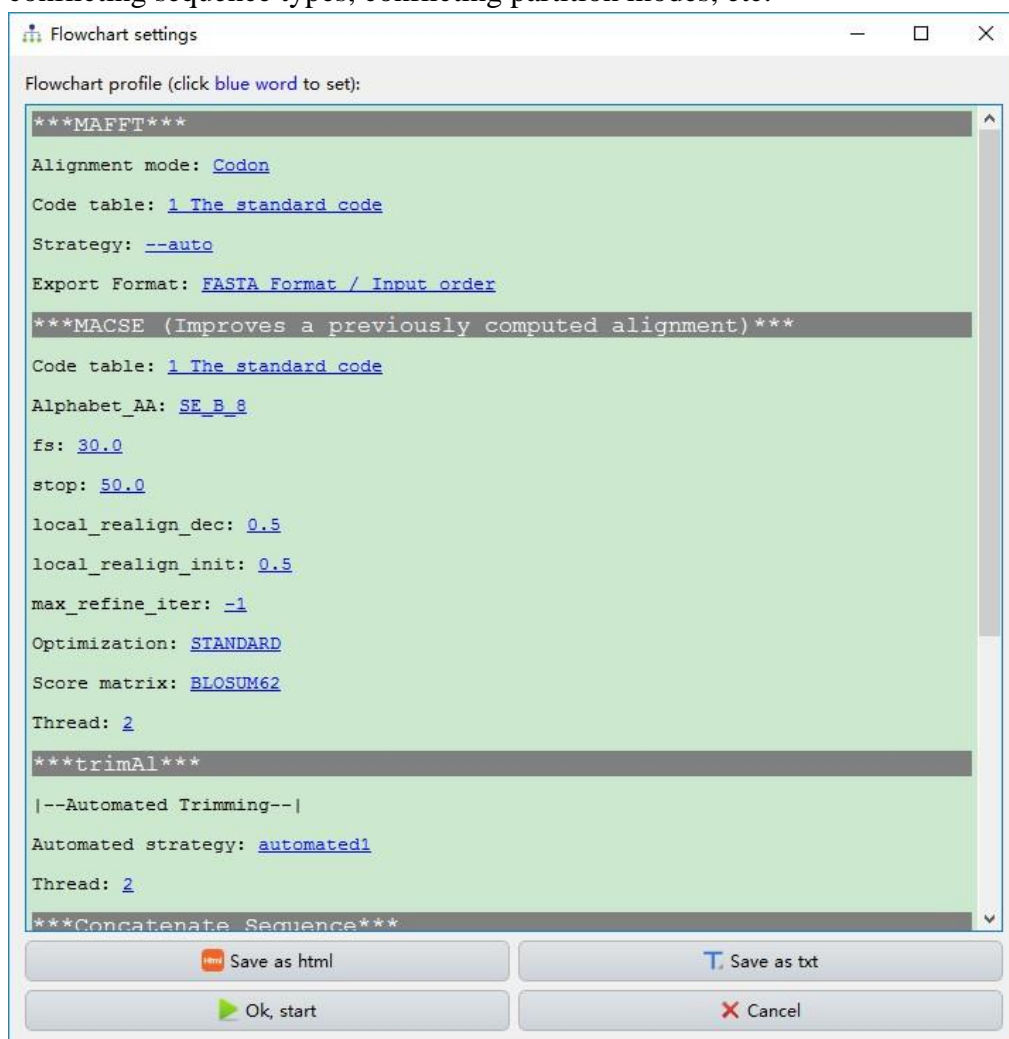 conflicting sequence types, conflicting partition modes, etc.
Flowchart settings
Flowchart profile (click blue word to set):
***MAFFT***
Alignment mode: Codon
Code table: 1 The standard code
Strategy: --auto
Export Format: FASTA Format / Input order
***MACSE (Improves a previously computed alignment)***
Code table: 1 The standard code
Alphabet_AA: SE_B_8
fs: 30.0
stop: 50.0
local_realign_dec: 0.5
local_realign_init: 0.5
max_refine_iter: -1
Optimization: STANDARD
Score matrix: BLOSUM62
Thread: 2
***trimAl***
|--Automated Trimming--|
Automated strategy: automated1
Thread: 2
***Concatenate Sequence***
Html Save as html
Save as txt
Ok, start
Cancel